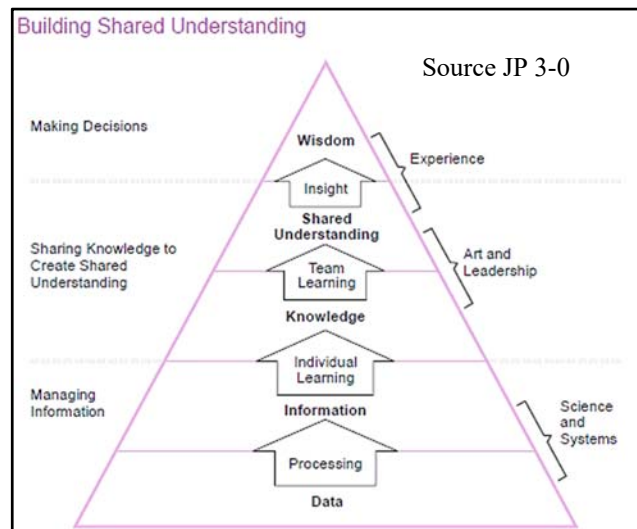 Building Shared Understanding
Source JP 3-0
Making Decisions
Wisdom
Experience
Insight
Shared
Understanding
Sharing Knowledge to
Create Shared
Understanding
Art and
Leadership
Team
Learning
Knowledge
Individual
Learning
Managing
Information
Information
Science
and
Systems
Processing
Data